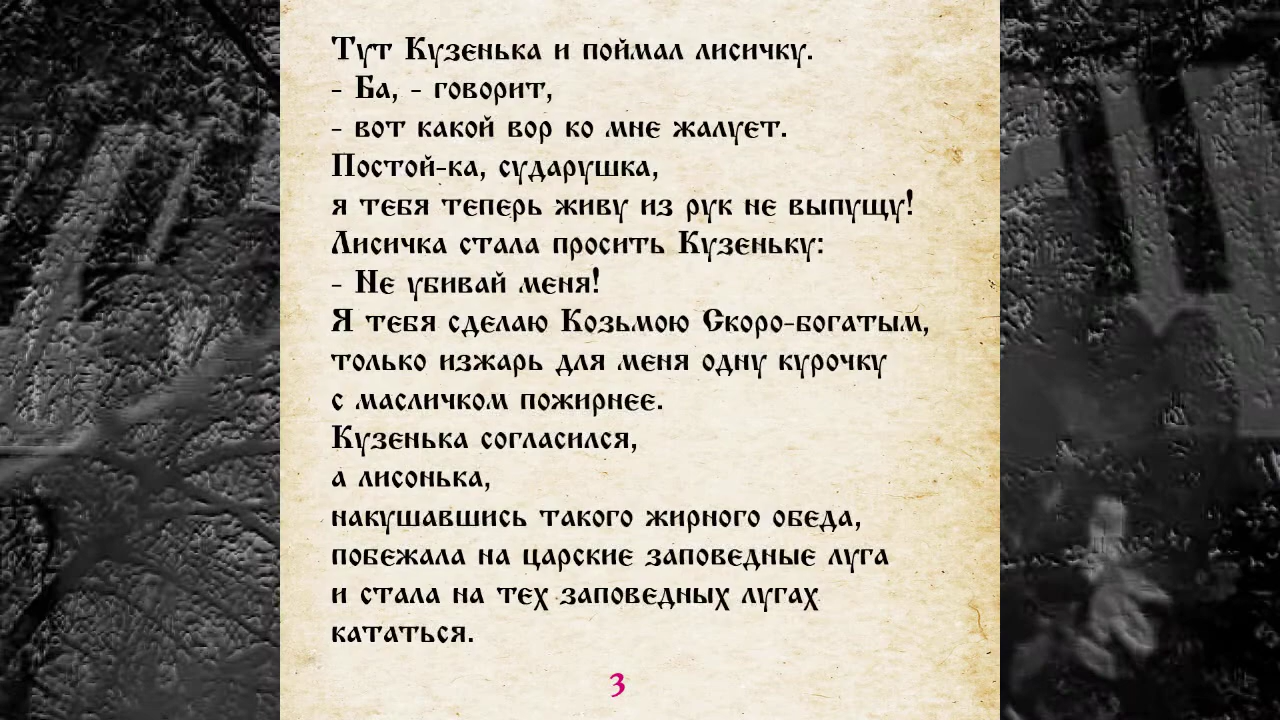 Тут Кузенька и поймал лисичку.
- Ба, - говорит,
- вот какой вор ко мне жалует.
Постой-ка, сударушка,
я тебя теперь живу из рук не выпущу!
Лисичка стала просить Кузеньку:
- Не убивай меня!
Я тебя сделаю Козьмою Скоро-богатым,
только изжарь для меня одну курочку
с масличком пожирнее.
Кузенька согласился,
а лисонька,
накушавшись такого жирного обеда,
побежала на царские заповедные луга
и стала на тех заповедных лугах
кататься.
3